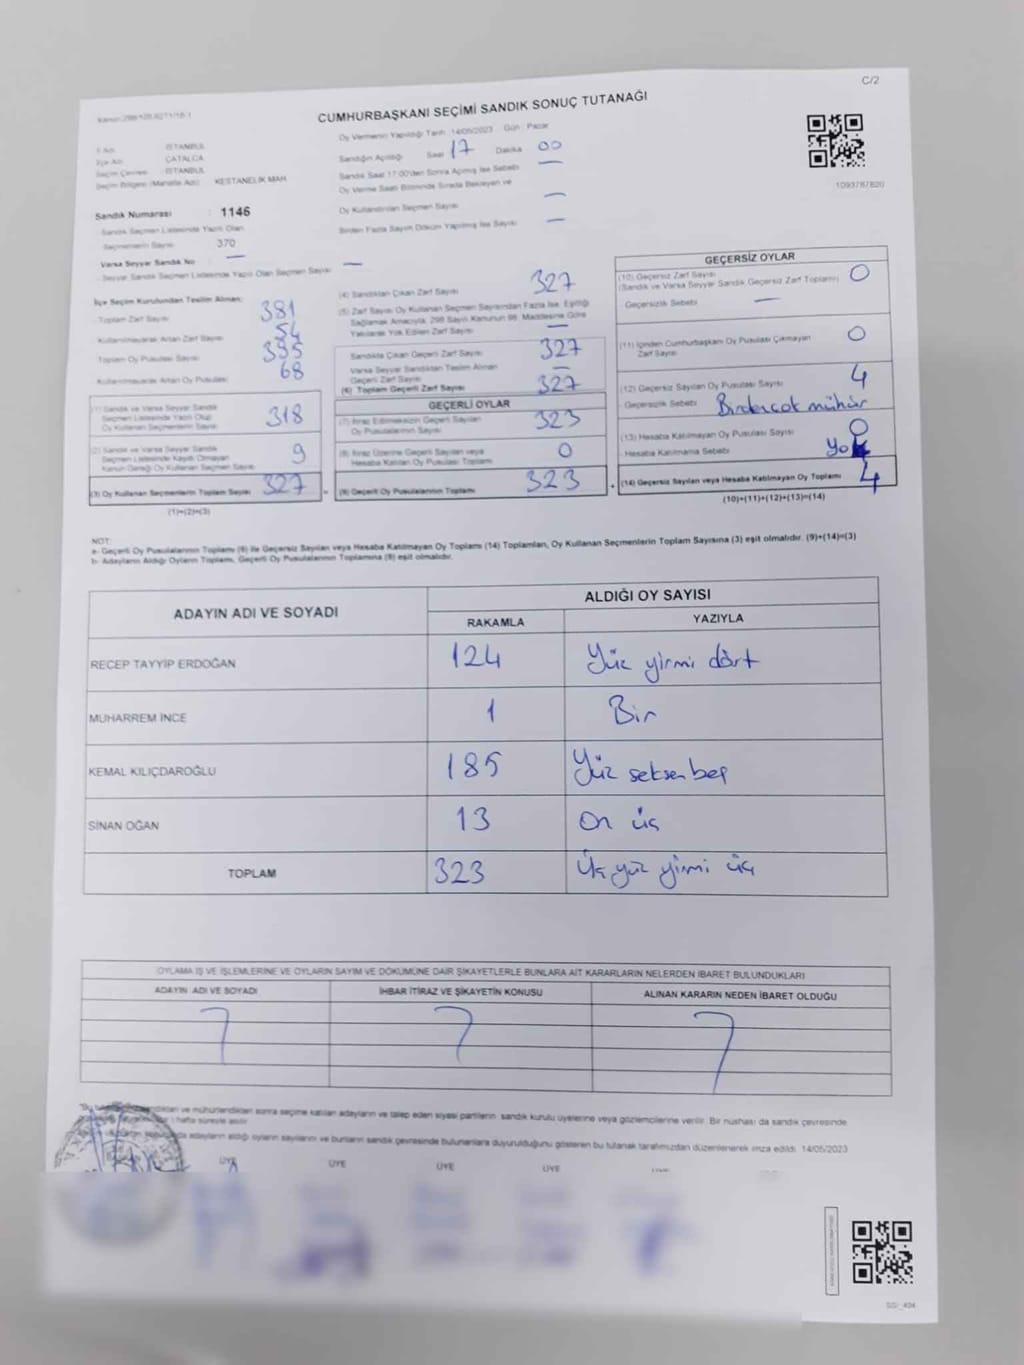 C/2
CUMHURBAŞKANI SEÇİMİ SANDIK SONUÇ TUTANAĞI
Oy Vermenin Yapıldığı Tarih : 14/05/2023 Gün : Pazar
İl Adı : İSTANBUL
İlçe Adı : ÇATALCA
Seçim Çevresi : İSTANBUL
Seçim Bölgesi (Mahalle Adı) : KESTANELİK MAH.
Sandık Numarası : 1146
Sandık Seçmen Listesinde Yazılı Olan
Seçmenlerin Sayısı : 370
Varsa Seyyar Sandık No : —
Seyyar Sandık Seçmen Listesinde Yazılı Olan Seçmen Sayısı : —
Sandığın Açıldığı Saat 17 Dakika 00
Sandık Saat 17.00'den Sonra Açılmış İse Sebebi —
Oy Verme Saati Bitiminde Sırada Bekleyen ve
Oy Kullandırılan Seçmen Sayısı —
Birden Fazla Sayım Döküm Yapılmış İse Sayısı —
1093787820
İlçe Seçim Kurulundan Teslim Alınan:
Toplam Zarf Sayısı 381
Kullanılmayarak Artan Zarf Sayısı 54
Toplam Oy Pusulası Sayısı 395
Kullanılmayarak Artan Oy Pusulası 68
(1) Sandık ve Varsa Seyyar Sandık
Seçmen Listesinde Yazılı Olup
Oy Kullanan Seçmenlerin Sayısı 318
(2) Sandık ve Varsa Seyyar Sandık
Seçmen Listesinde Kayıtlı Olmayan
Kanun Gereği Oy Kullanan Seçmen Sayısı 9
(3) Oy Kullanan Seçmenlerin Toplam Sayısı 327
(1)+(2)=(3)
(4) Sandıktan Çıkan Zarf Sayısı 327
(5) Zarf Sayısı Oy Kullanan Seçmen Sayısından Fazla İse, Eşitliği
Sağlamak Amacıyla, 298 Sayılı Kanunun 98. Maddesine Göre
Yakılarak Yok Edilen Zarf Sayısı —
Sandıkta Çıkan Geçerli Zarf Sayısı 327
Varsa Seyyar Sandıktan Teslim Alınan
Geçerli Zarf Sayısı —
(6) Toplam Geçerli Zarf Sayısı 327
GEÇERLİ OYLAR
(7) İtiraz Edilmeksizin Geçerli Sayılan
Oy Pusulalarının Sayısı 323
(8) İtiraz Üzerine Geçerli Sayılan veya
Hesaba Katılan Oy Pusulası Toplamı 0
(9) Geçerli Oy Pusulalarının Toplamı 323
GEÇERSİZ OYLAR
(10) Geçersiz Zarf Sayısı 0
(Sandık ve Varsa Seyyar Sandık Geçersiz Zarf Toplamı)
Geçersizlik Sebebi —
(11) İçinden Cumhurbaşkanı Oy Pusulası Çıkmayan
Zarf Sayısı 0
(12) Geçersiz Sayılan Oy Pusulası Sayısı 4
Geçersizlik Sebebi Birdençok mühür
(13) Hesaba Katılmayan Oy Pusulası Sayısı 0
Hesaba Katılmama Sebebi Yok
(14) Geçersiz Sayılan veya Hesaba Katılmayan Oy Toplamı 4
(10)+(11)+(12)+(13)=(14)
NOT:
a- Geçerli Oy Pusulalarının Toplamı (9) ile Geçersiz Sayılan veya Hesaba Katılmayan Oy Toplamı (14) Toplamları, Oy Kullanan Seçmenlerin Toplam Sayısına (3) eşit olmalıdır. (9)+(14)=(3)
b- Adayların Aldığı Oyların Toplamı, Geçerli Oy Pusulalarının Toplamına (9) eşit olmalıdır.
ADAYIN ADI VE SOYADI ALDIĞI OY SAYISI
RAKAMLA YAZIYLA
RECEP TAYYİP ERDOĞAN 124 Yüz yirmi dört
MUHARREM İNCE 1 Bir
KEMAL KILIÇDAROĞLU 185 Yüz seksen beş
SİNAN OĞAN 13 On üç
TOPLAM 323 Üç yüz yirmi üç
OYLAMA İŞ VE İŞLEMLERİNE VE OYLARIN SAYIM VE DÖKÜMÜNE DAİR ŞİKAYETLERLE BUNLARA AİT KARARLARIN NELERDEN İBARET BULUNDUKLARI
ADAYIN ADI VE SOYADI İHBAR İTİRAZ VE ŞİKAYETİN KONUSU ALINAN KARARIN NEDEN İBARET OLDUĞU
ve mühürlendikten sonra seçime katılan adayların ve talep eden siyasi partilerin sandık kurulu üyelerine veya gözlemcilerine verilir. Bir nüshası da sandık çevresinde
hafta süreyle asılır.
adayların aldığı oyların sayılarını ve bunların sandık çevresinde bulunanlara duyurulduğunu gösteren bu tutanak tarafımızdan düzenlenerek imza edildi. 14/05/2023
ÜYE ÜYE ÜYE ÜYE